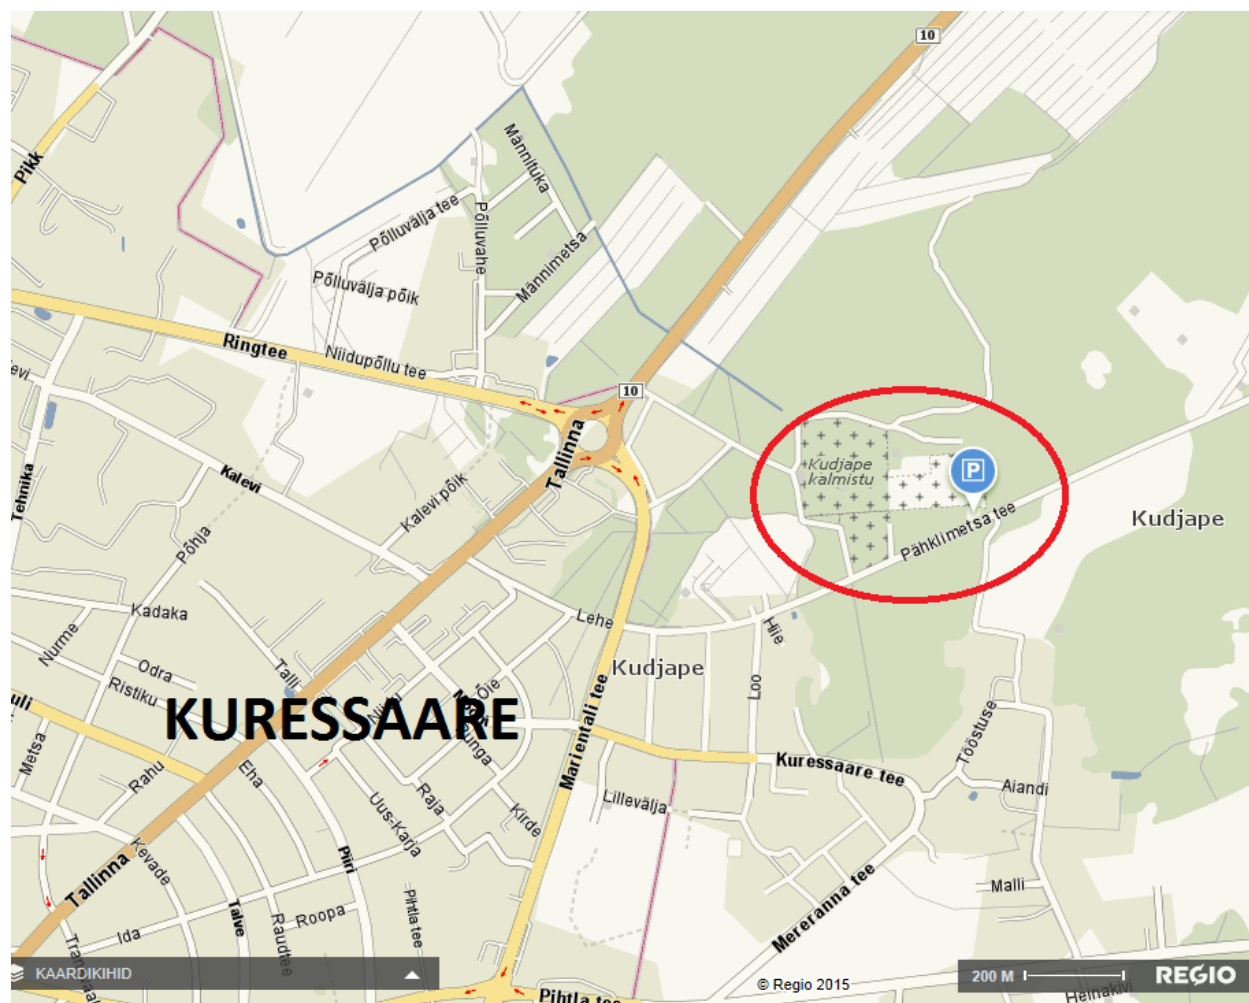 10
Pikk
Männituka
Põlluvälja tee
Põlluvahe
Männimetsa
Põlluvälja põik
Ringtee
Niidupõllu tee
10
evi
Tallinna
Kudjape
kalmistu
P
Kalevi
Tehnika
Kalevi põik
Pähklimetsa tee
Kudjape
Põhja
Kadaka
Lehe
Hiie
Nurme
Odra
Talli
Kudjape
Ristiku
Õie
Loo
uli
KURESSAARE
Marientali tee
Tööstuse
Metsa
Rahu
Eha
Kuressaare tee
Aiandi
Uus-Karja
Raja
Kirde
Lillevälja
Kevade
Piiri
Tallinna
Mereranna tee
Malli
Talve
Raudtee
Roopa
Pihtla tee
Ida
KAARDIKIHID
© Regio 2015
200 M
REGIO
Pihtla tee
Heinakivi